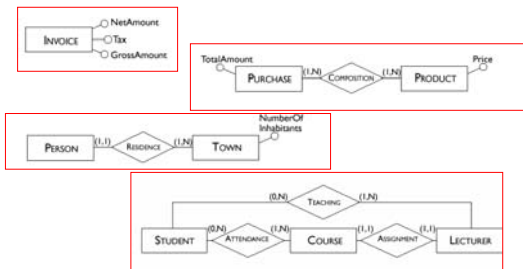 NetAmount
INVOICE
Tax
GrossAmount
TotalAmount
Price
PURCHASE
(1,N)
COMPOSITION
(1,N)
PRODUCT
NumberOf
Inhabitants
PERSON
(1,1)
RESIDENCE
(1,N)
TOWN
(0,N)
TEACHING
(1,N)
STUDENT
(0,N)
ATTENDANCE
(1,N)
COURSE
(1,1)
ASSIGNMENT
(1,1)
LECTURER